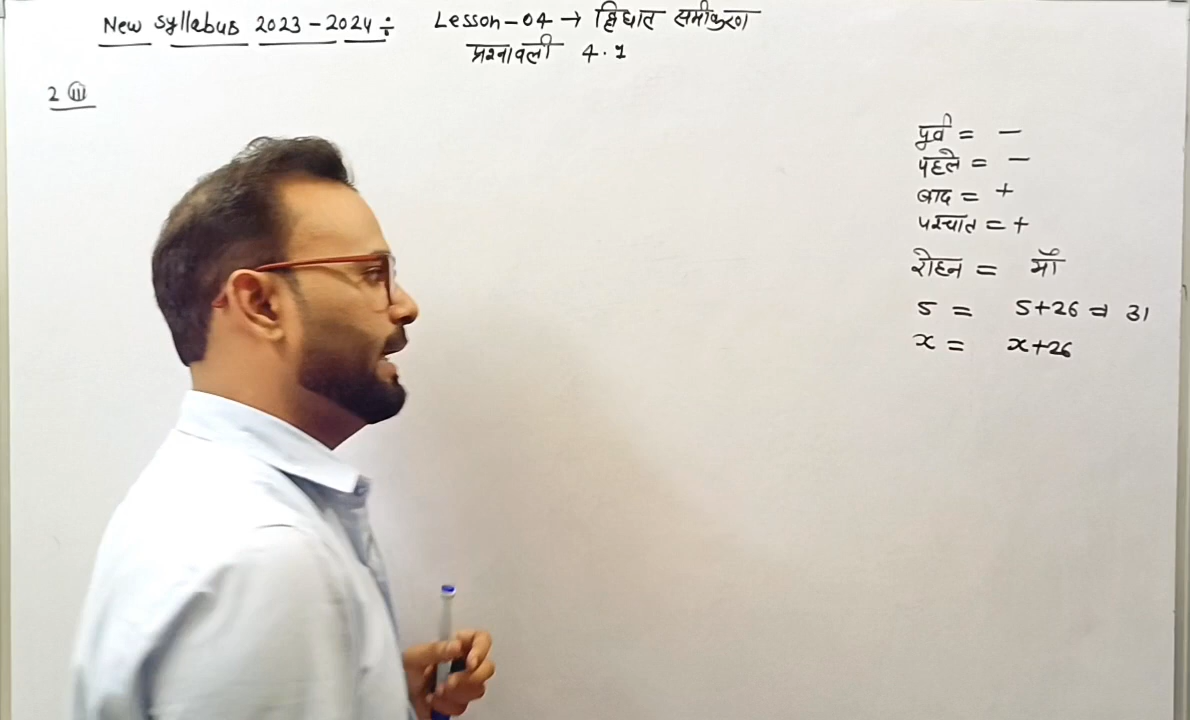 New Syllabus 2023-2024÷ Lesson-04 → द्विघात समीकरण
प्रश्नावली 4.1
2 (iii)
पूर्व = -
पहले = -
बाद = +
पश्चात = +
रोहन = माँ
5 = 5+26 = 31
x = x+26